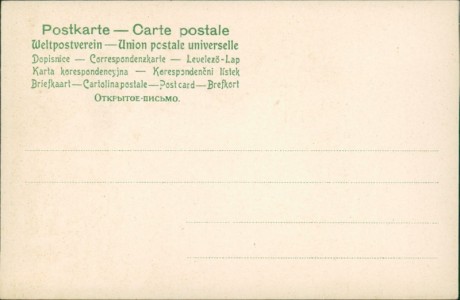 Postkarte — Carte postale
Weltpostverein — Union postale universelle
Dopisnice — Correspondenzkarte — Levelező-Lap
Karta korespondencyjna — Korespondenční lístek
Briefkaart — Cartolina postale — Post card — Brefkort
Открытое-письмо.